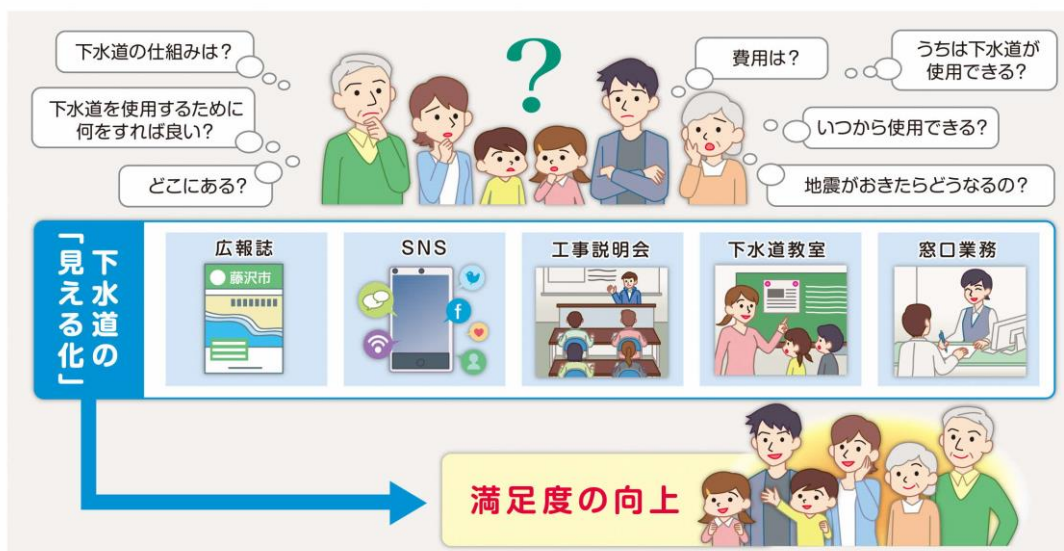 下水道の仕組みは?
下水道を使用するために
何をすれば良い?
どこにある?
?
費用は?
うちは下水道が
使用できる?
いつから使用できる?
地震がおきたらどうなるの?
下水道の
「見える化」
広報誌
藤沢市
SNS
f
工事説明会
下水道教室
窓口業務
満足度の向上